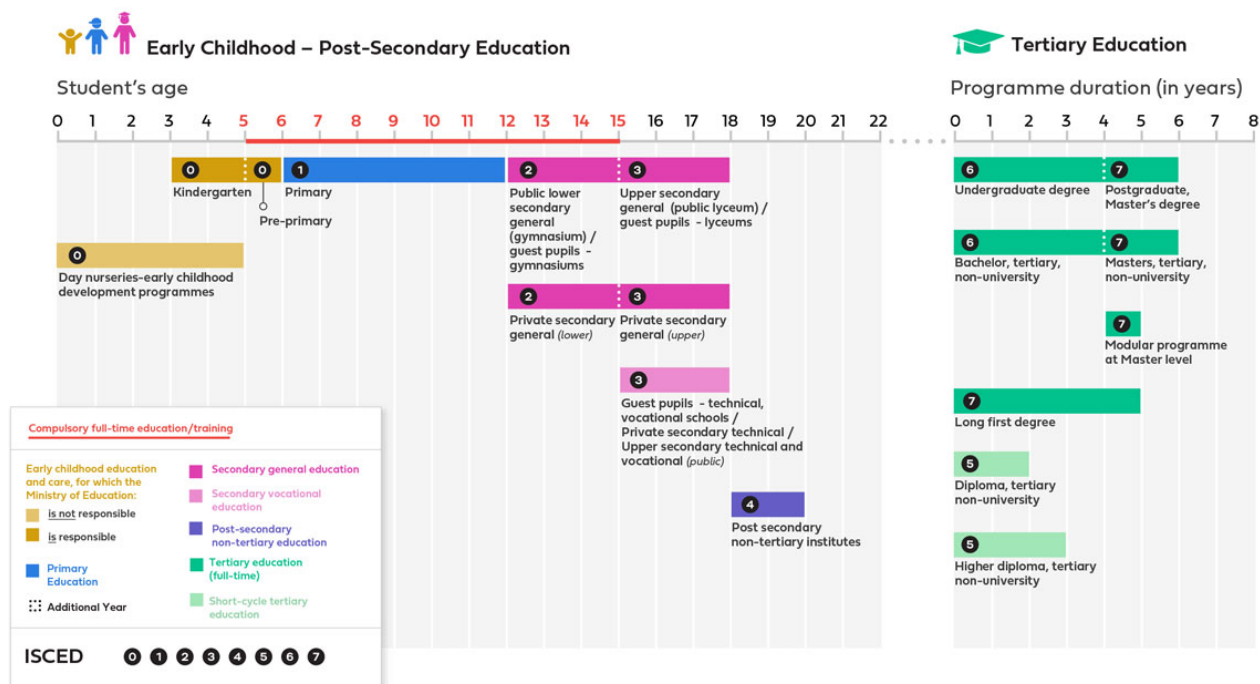 Early Childhood – Post-Secondary Education
Student's age
0 1 2 3 4 5 6 7 8 9 10 11 12 13 14 15 16 17 18 19 20 21 22
0
Kindergarten
0
Pre-primary
1
Primary
2
Public lower
secondary
general
(gymnasium) /
guest pupils -
gymnasiums
3
Upper secondary
general (public lyceum) /
guest pupils - lyceums
0
Day nurseries-early childhood
development programmes
2
Private secondary
general (lower)
3
Private secondary
general (upper)
3
Guest pupils - technical,
vocational schools /
Private secondary technical /
Upper secondary technical and
vocational (public)
4
Post secondary
non-tertiary institutes
Tertiary Education
Programme duration (in years)
0 1 2 3 4 5 6 7 8
6
Undergraduate degree
7
Postgraduate,
Master's degree
6
Bachelor, tertiary,
non-university
7
Masters, tertiary,
non-university
7
Modular programme
at Master level
7
Long first degree
5
Diploma, tertiary
non-university
5
Higher diploma, tertiary
non-university
Compulsory full-time education/training
Early childhood education
and care, for which the
Ministry of Education:
is not responsible
is responsible
Primary
Education
Additional Year
Secondary general education
Secondary vocational
education
Post-secondary
non-tertiary education
Tertiary education
(full-time)
Short-cycle tertiary
education
ISCED 0 1 2 3 4 5 6 7